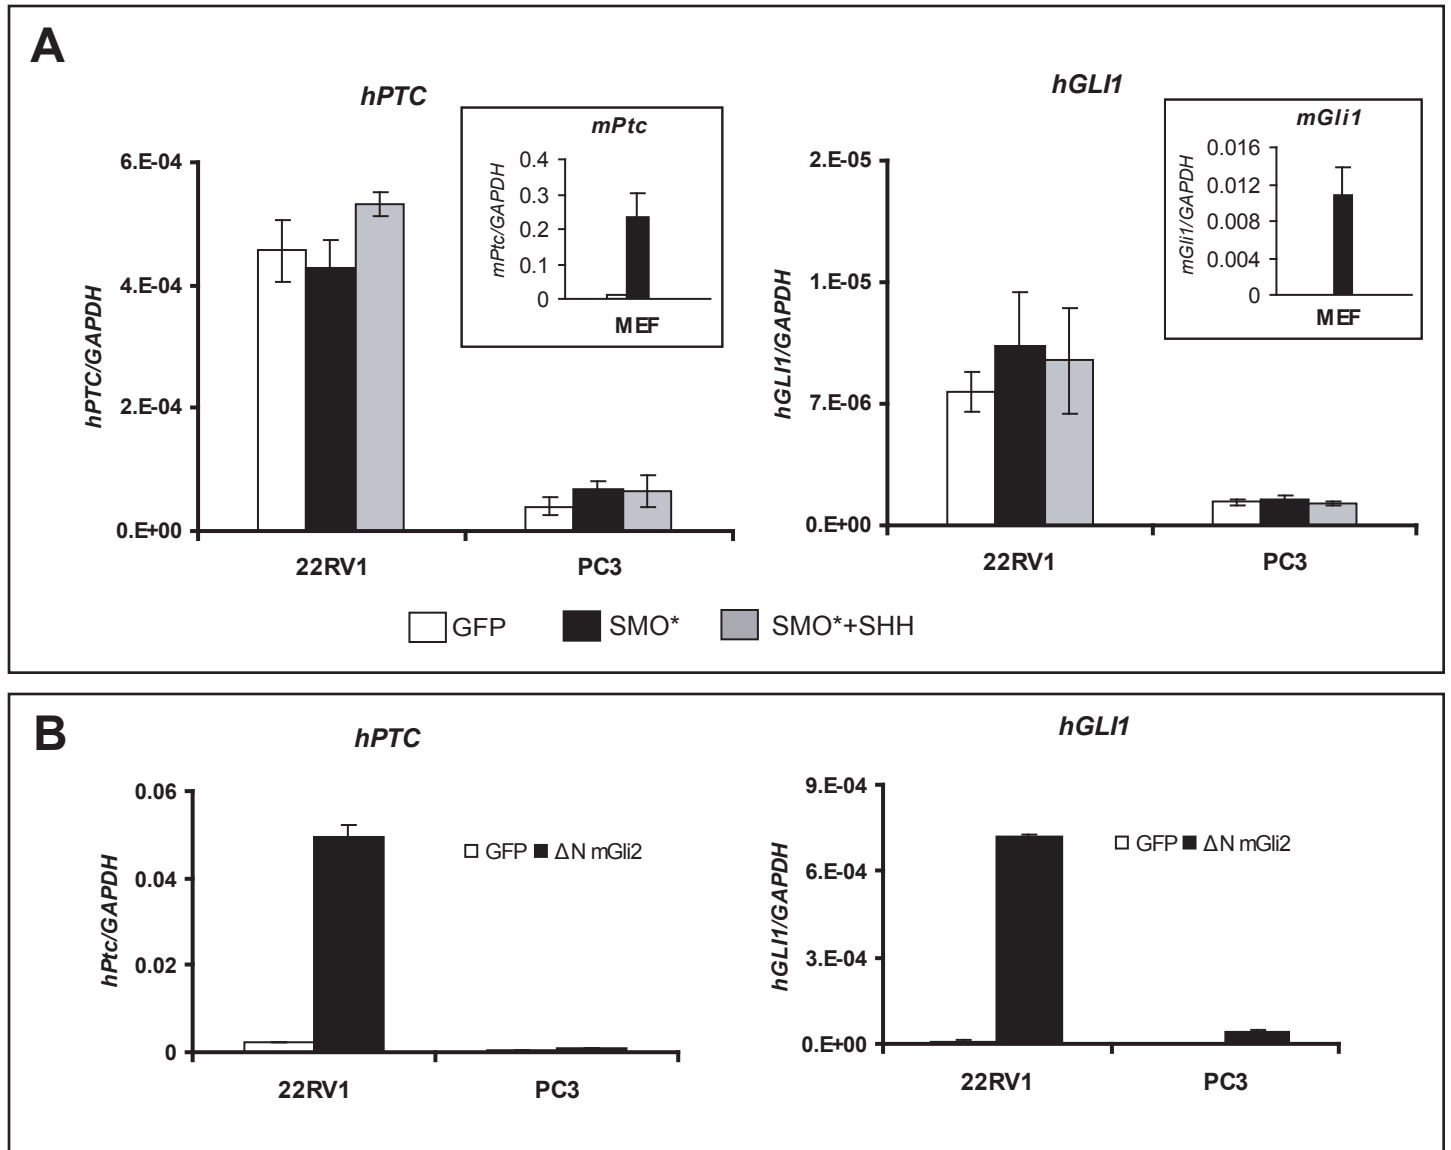 A
hPTC
hPTC/GAPDH
6.E-04
4.E-04
2.E-04
0.E+00
22RV1
PC3
mPtc
mPtc/GAPDH
0.4
0.3
0.2
0.1
0
MEF
hGLI1
hGLI1/GAPDH
2.E-05
1.E-05
7.E-06
0.E+00
22RV1
PC3
mGli1
mGli1/GAPDH
0.016
0.012
0.008
0.004
0
MEF
GFP SMO* SMO*+SHH
B
hPTC
hPtc/GAPDH
0.06
0.04
0.02
0
GFP ΔN mGli2
22RV1
PC3
hGLI1
hGLI1/GAPDH
9.E-04
6.E-04
3.E-04
0.E+00
GFP ΔN mGli2
22RV1
PC3